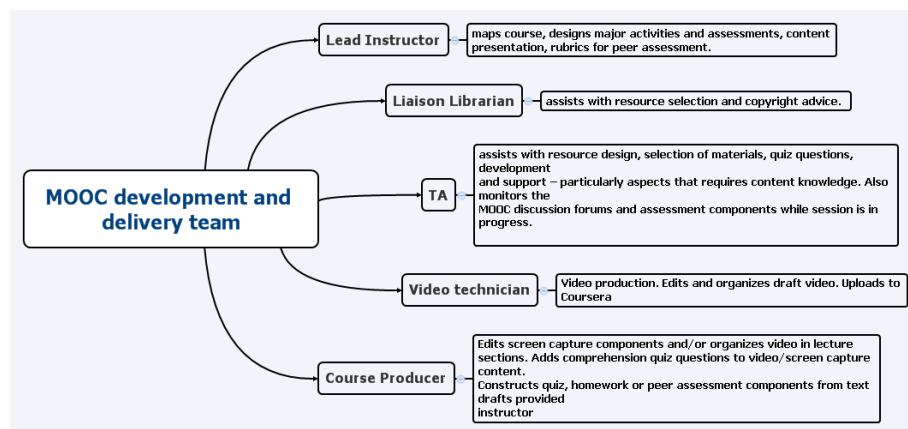 Lead Instructor
maps course, designs major activities and assessments, content
presentation, rubrics for peer assessment.
Liaison Librarian
assists with resource selection and copyright advice.
MOOC development and
delivery team
TA
assists with resource design, selection of materials, quiz questions,
development
and support – particularly aspects that requires content knowledge. Also
monitors the
MOOC discussion forums and assessment components while session is in
progress.
Video technician
Video production. Edits and organizes draft video. Uploads to
Coursera
Course Producer
Edits screen capture components and/or organizes video in lecture
sections. Adds comprehension quiz questions to video/screen capture
content.
Constructs quiz, homework or peer assessment components from text
drafts provided
instructor